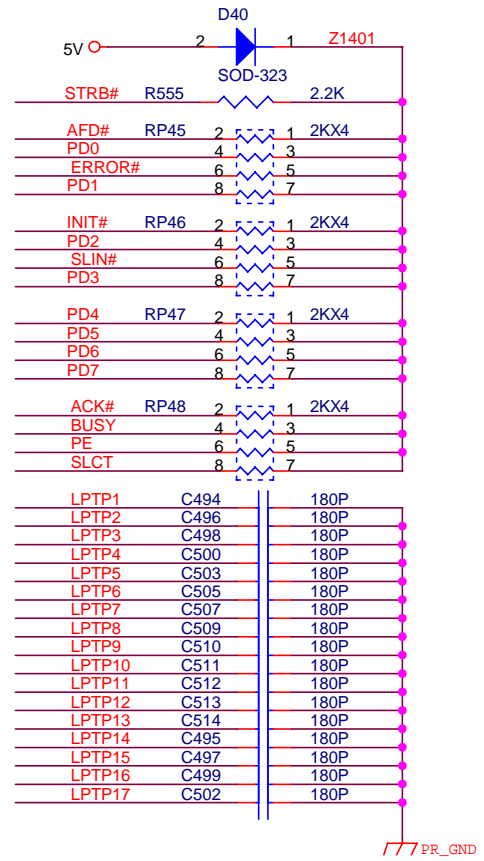 D40
5V 2 1 Z1401
SOD-323
STRB# R555 2.2K
AFD# RP45 2 1 2KX4
PD0 4 3
ERROR# 6 5
PD1 8 7
INIT# RP46 2 1 2KX4
PD2 4 3
SLIN# 6 5
PD3 8 7
PD4 RP47 2 1 2KX4
PD5 4 3
PD6 6 5
PD7 8 7
ACK# RP48 2 1 2KX4
BUSY 4 3
PE 6 5
SLCT 8 7
LPTP1 C494 180P
LPTP2 C496 180P
LPTP3 C498 180P
LPTP4 C500 180P
LPTP5 C503 180P
LPTP6 C505 180P
LPTP7 C507 180P
LPTP8 C509 180P
LPTP9 C510 180P
LPTP10 C511 180P
LPTP11 C512 180P
LPTP12 C513 180P
LPTP13 C514 180P
LPTP14 C495 180P
LPTP15 C497 180P
LPTP16 C499 180P
LPTP17 C502 180P
PR_GND